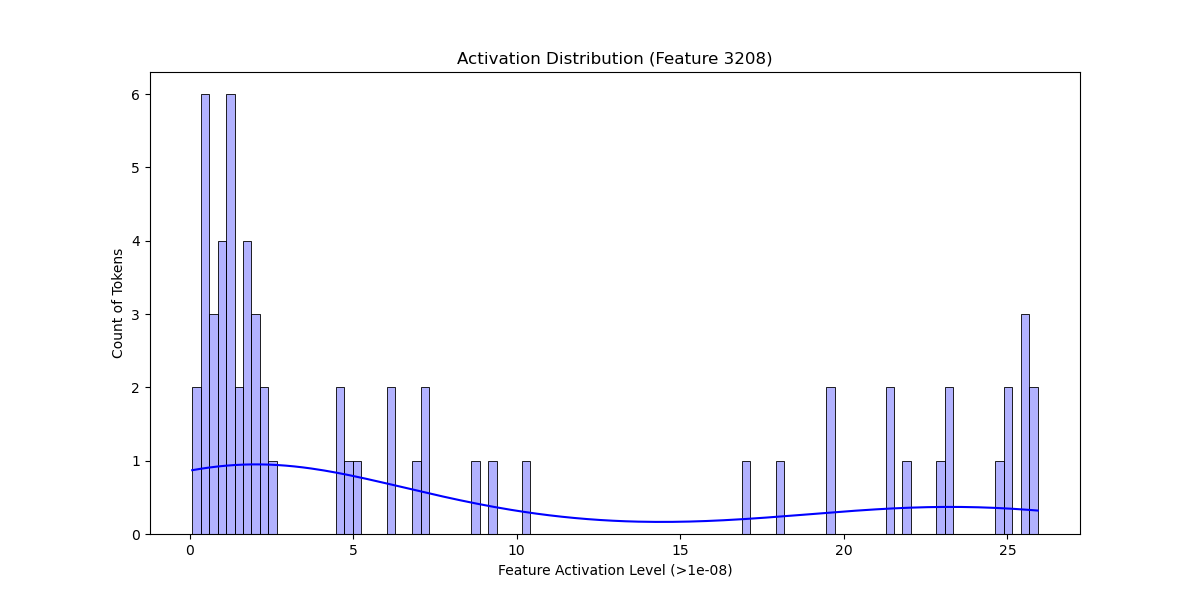 Activation Distribution (Feature 3208)
6
5
4
3
2
1
0
Count of Tokens
0 5 10 15 20 25
Feature Activation Level (>1e-08)